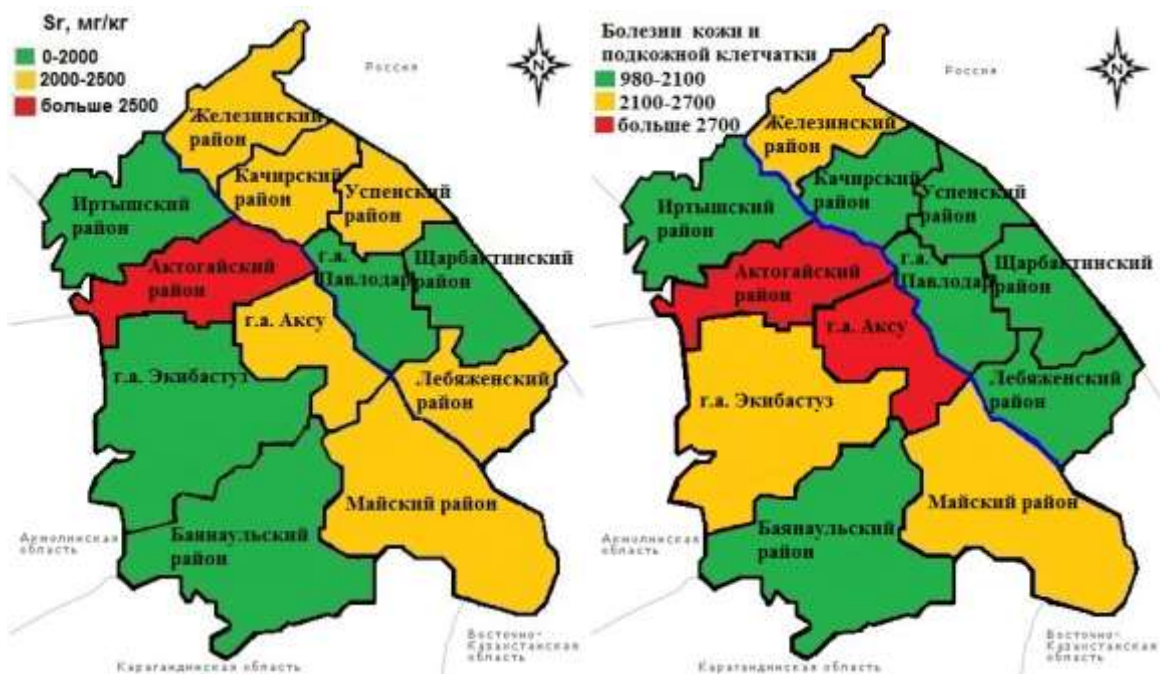 Sr, мг/кг
0-2000
2000-2500
больше 2500
Россия
N
Железинский
район
Качирский
район
Успенский
район
Иртышский
район
Актогайский
район
г.а.
Павлодар
Щарбактинский
район
г.а. Аксу
г.а. Экибастуз
Лебяженский
район
Майский район
Баянаульский
район
Акмолинская
область
Восточно-
Казахстанская
область
Карагандинская область
Болезни кожи и
подкожной клетчатки
980-2100
2100-2700
больше 2700
Россия
N
Железинский
район
Качирский
район
Успенский
район
Иртышский
район
Актогайский
район
г.а.
Павлодар
Щарбактинский
район
г.а. Аксу
г.а. Экибастуз
Лебяженский
район
Майский район
Баянаульский
район
Акмолинская
область
Восточно-
Казахстанская
область
Карагандинская область